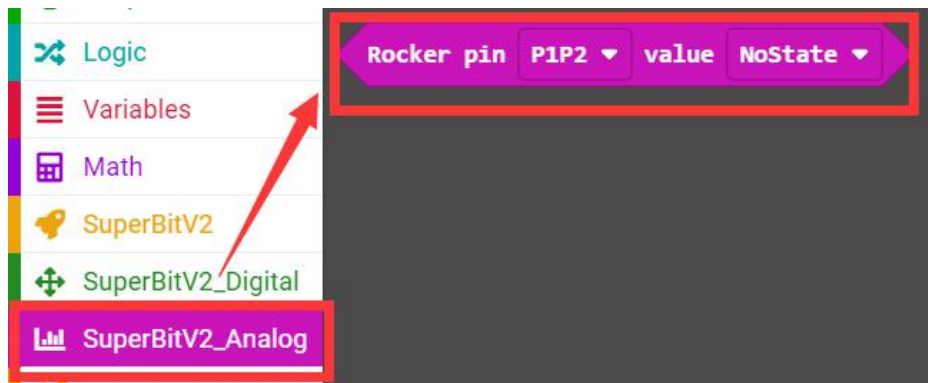 Logic
Variables
Math
SuperBitV2
SuperBitV2_Digital
SuperBitV2_Analog
Rocker pin P1P2 value NoState